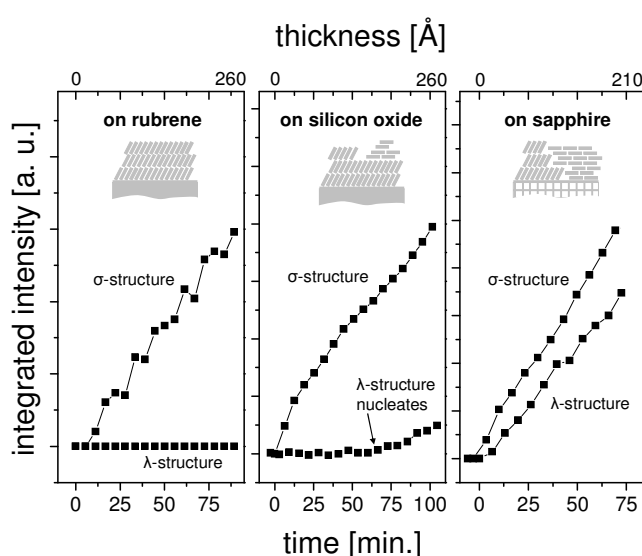 thickness [Å]
0 260
0 260
0 210
on rubrene
on silicon oxide
on sapphire
integrated intensity [a. u.]
σ-structure
λ-structure
σ-structure
λ-structure
nucleates
σ-structure
λ-structure
0 25 50 75
0 25 50 75 100
0 25 50 75
time [min.]